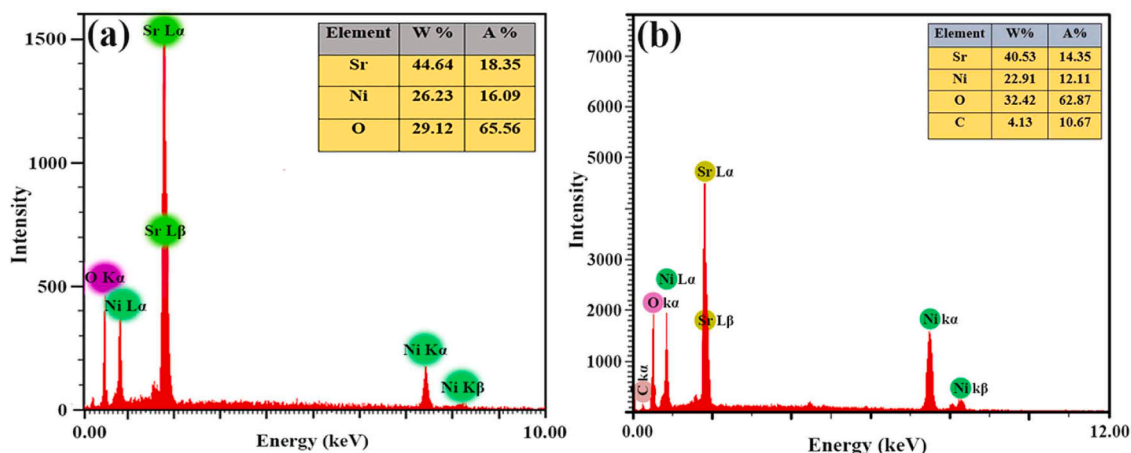 (a)
Element W % A %
Sr 44.64 18.35
Ni 26.23 16.09
O 29.12 65.56
1500
1000
500
0
Intensity
Sr Lα
Sr Lβ
O Kα
Ni Lα
Ni Kα
Ni Kβ
0.00 10.00
Energy (keV)
(b)
Element W% A%
Sr 40.53 14.35
Ni 22.91 12.11
O 32.42 62.87
C 4.13 10.67
7000
6000
5000
3000
2000
1000
Intensity
Sr Lα
Ni Lα
O kα
Sr Lβ
Ni kα
C kα
Ni kβ
0.00 12.00
Energy (keV)